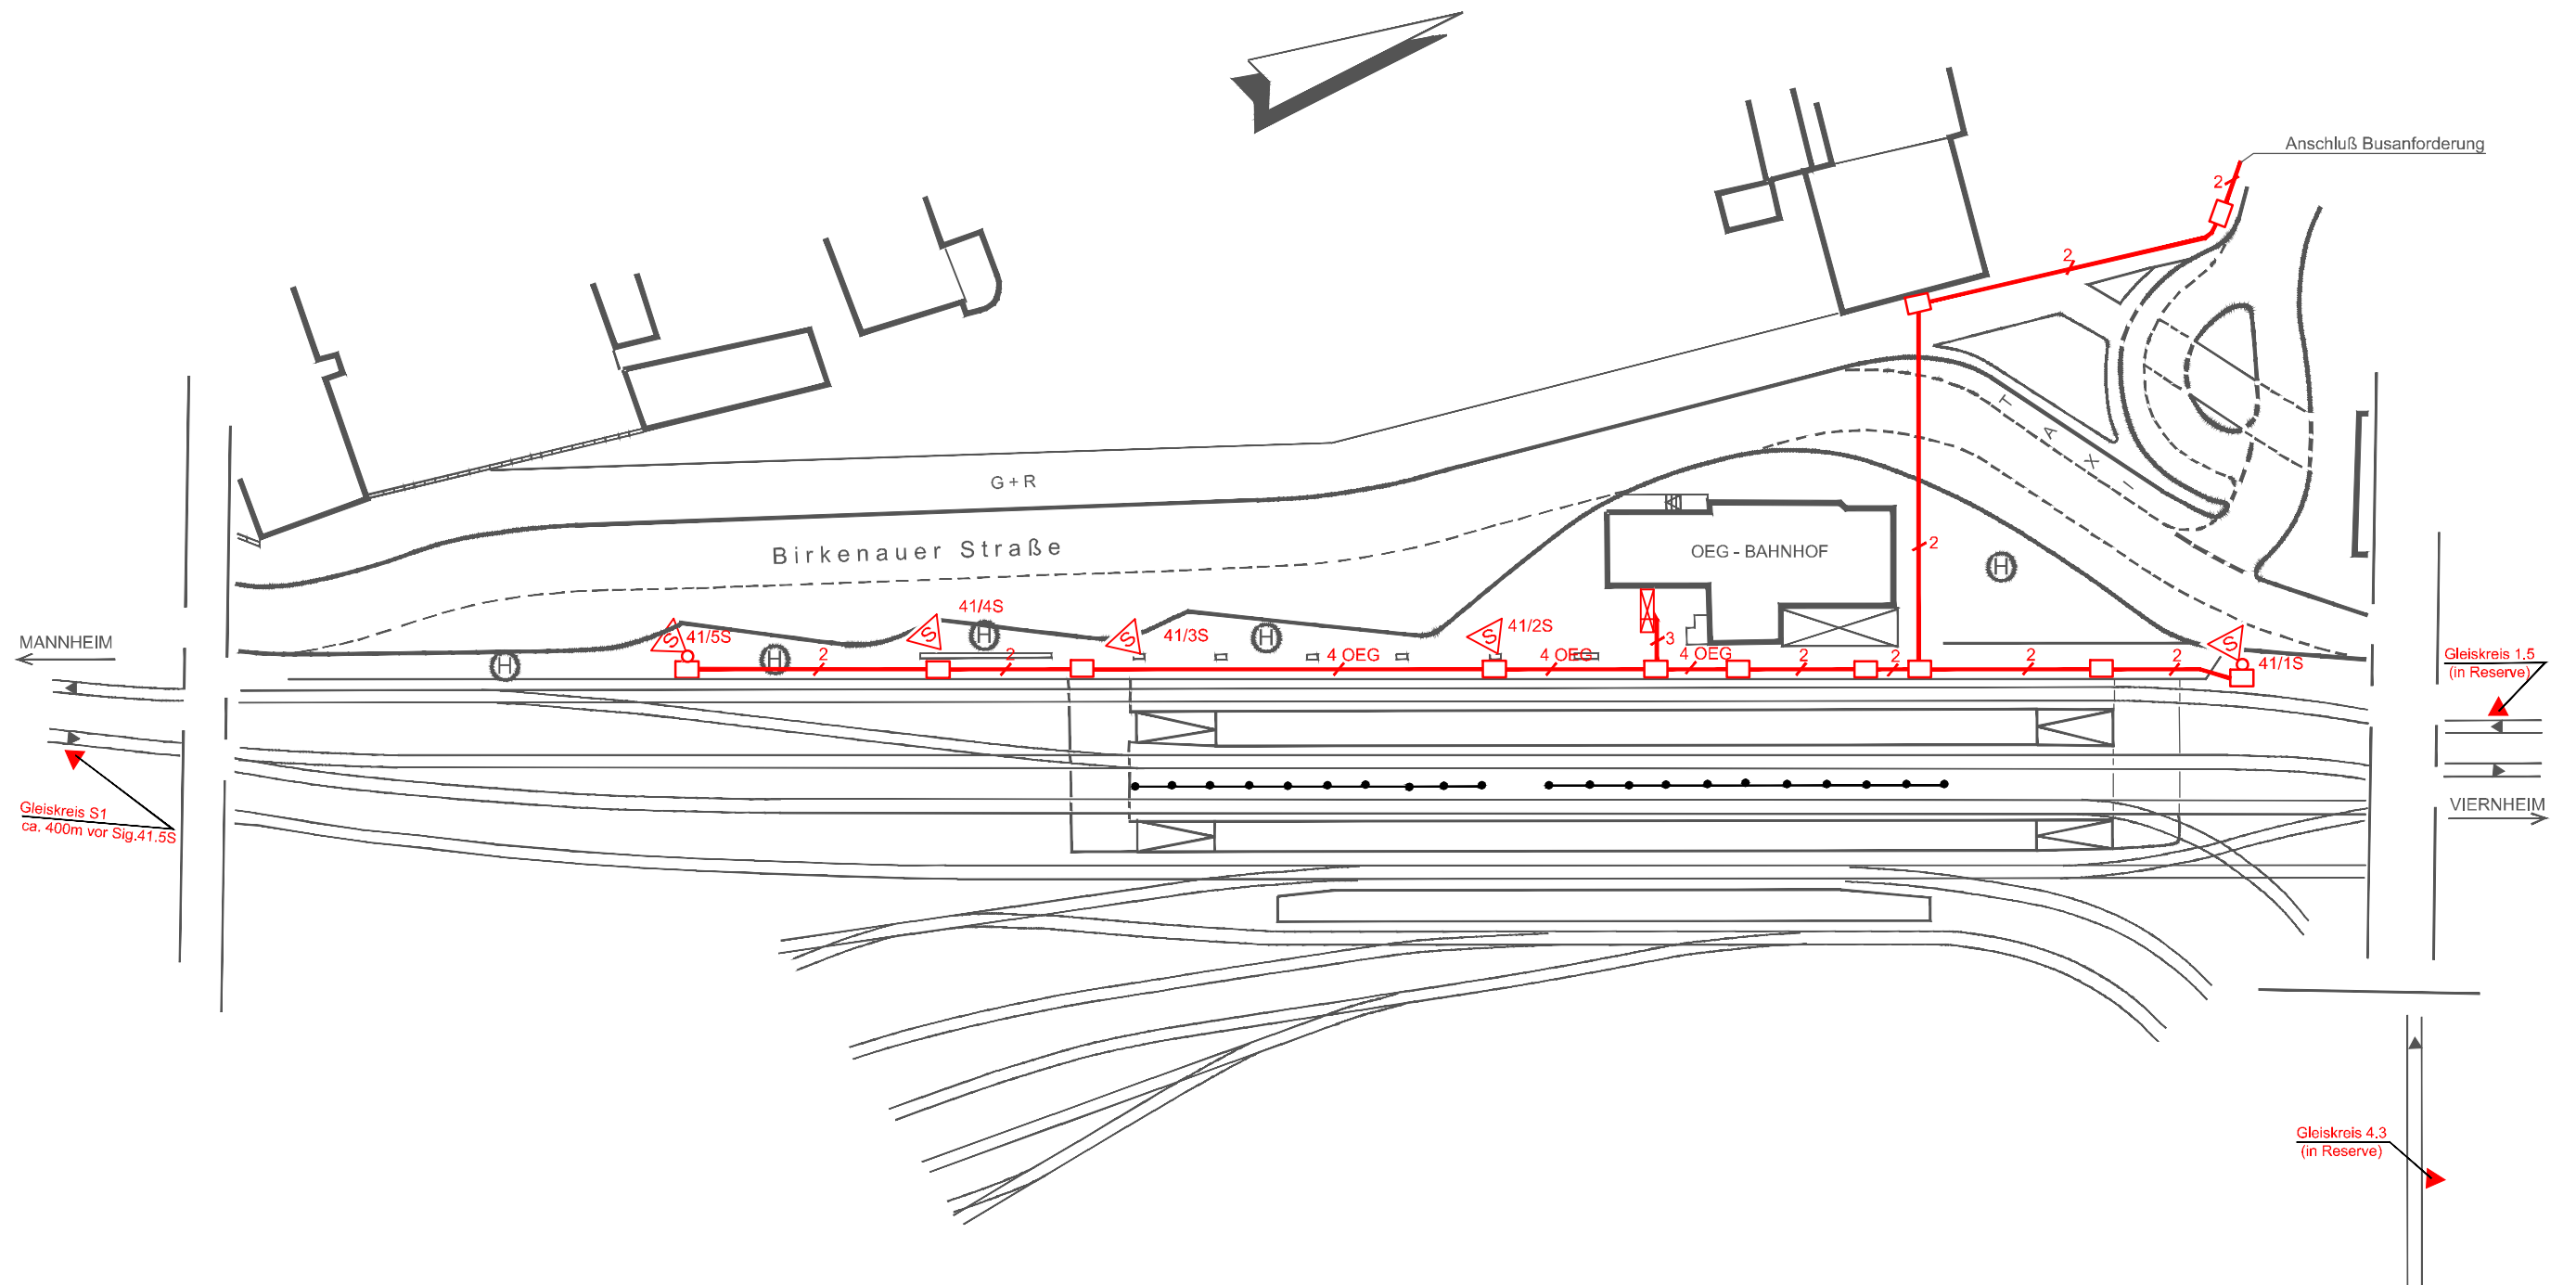 Anschluß Busanforderung
2
2
T A X I
G + R
Birkenauer Straße
OEG - BAHNHOF
2
H
MANNHEIM
S
41/5S
S
41/4S
H
S
41/3S
H
S
41/2S
3
S
41/1S
H
H
2
2
4 OEG
4 OEG
4 OEG
2
2
2
2
Gleiskreis 1.5
(in Reserve)
Gleiskreis S1
ca. 400m vor Sig.41.5S
VIERNHEIM
Gleiskreis 4.3
(in Reserve)